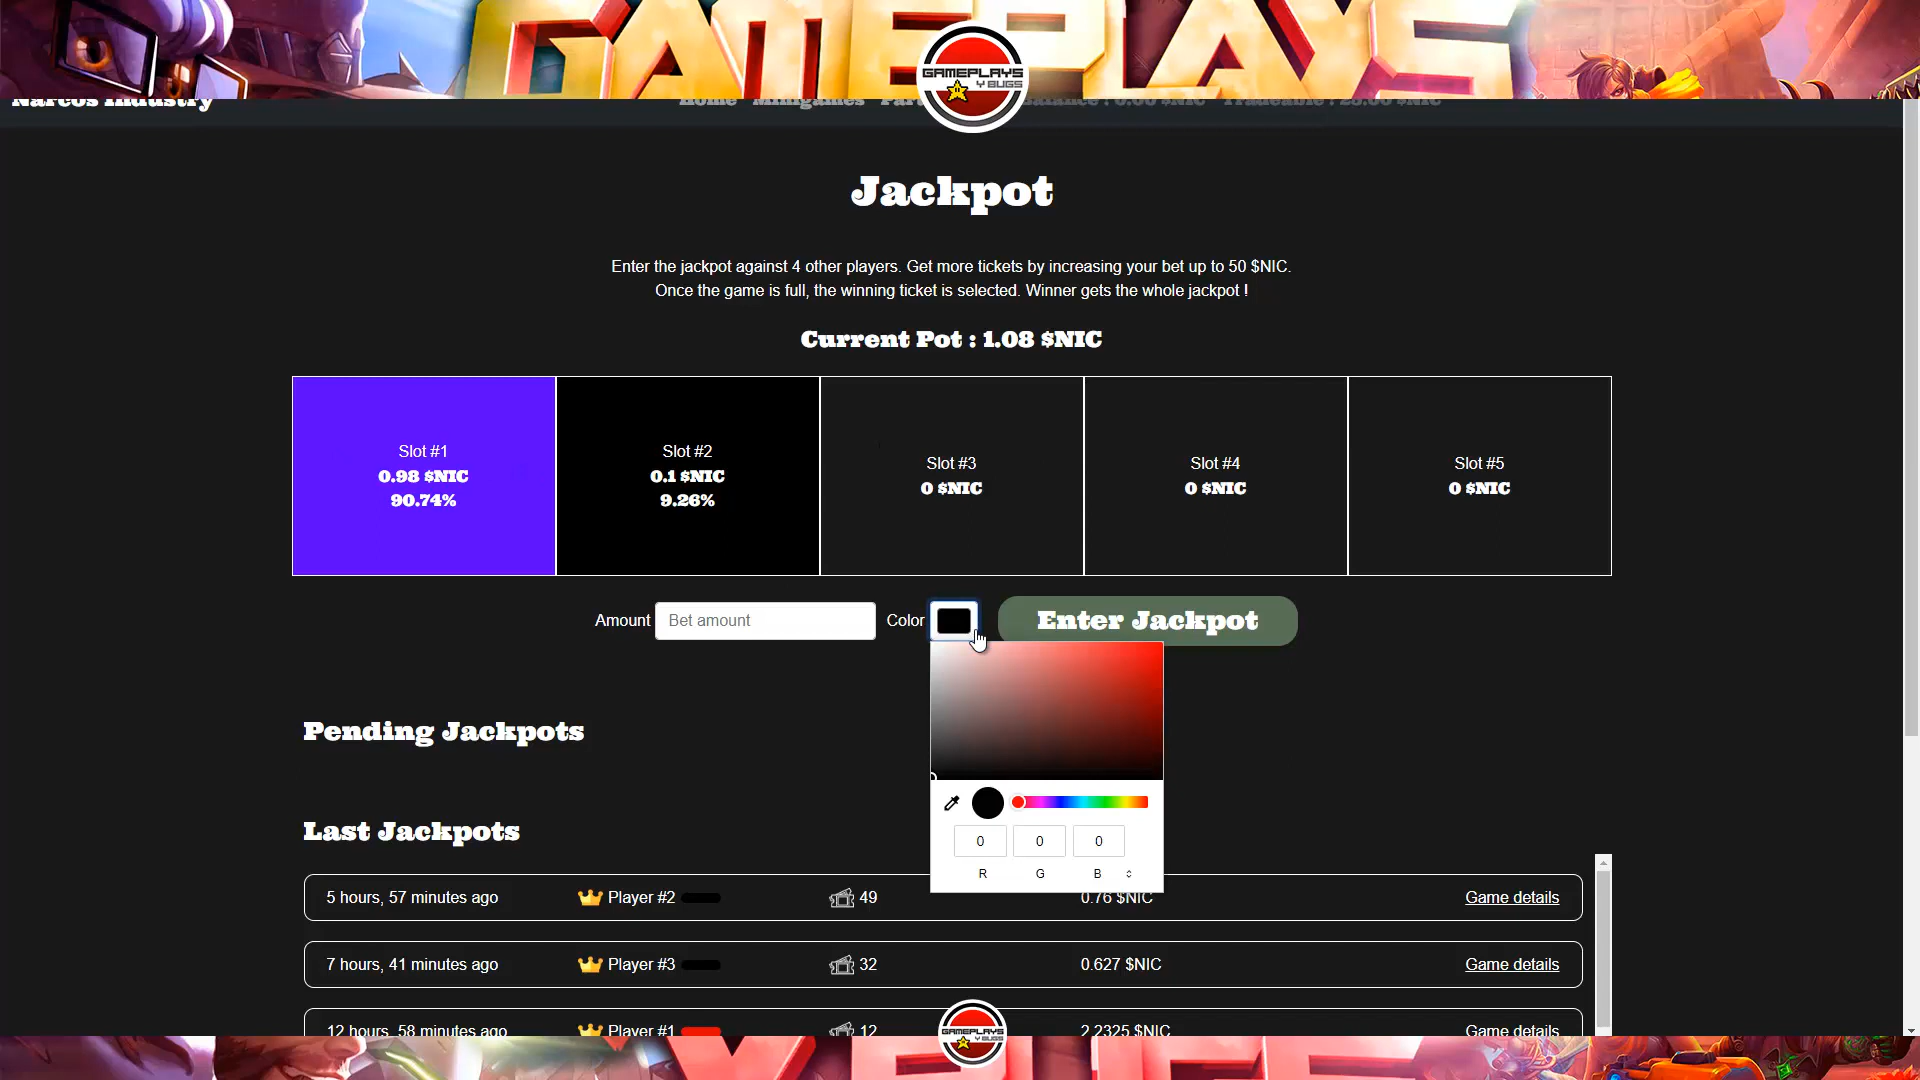 GAMEPLAYS
GAMEPLAYS
Y BUGS
Narcos Industry
Home Minigames
Jackpot
Enter the jackpot against 4 other players. Get more tickets by increasing your bet up to 50 $NIC.
Once the game is full, the winning ticket is selected. Winner gets the whole jackpot !
Current Pot : 1.08 $NIC
Slot #1
0.98 $NIC
90.74%
Slot #2
0.1 $NIC
9.26%
Slot #3
0 $NIC
Slot #4
0 $NIC
Slot #5
0 $NIC
Amount Bet amount Color Enter Jackpot
Pending Jackpots
0 0 0
R G B
Last Jackpots
5 hours, 57 minutes ago Player #2 49 0.76 $NIC Game details
7 hours, 41 minutes ago Player #3 32 0.627 $NIC Game details
12 hours, 58 minutes ago Player #1 12 2.2325 $NIC Game details
GAMEPLAYS
Y BUGS